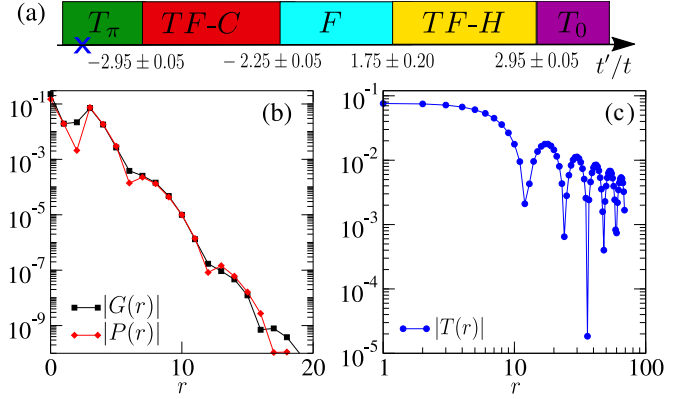 (a) T_π TF-C F TF-H T_0
−2.95 ± 0.05 −2.25 ± 0.05 1.75 ± 0.20 2.95 ± 0.05 t′/t
(b) (c)
10^-1 10^-1
10^-3 10^-2
10^-5 10^-3
10^-7 10^-4
|G(r)|
10^-9 |P(r)| |T(r)|
10^-5
0 10 20 1 10 100
r r